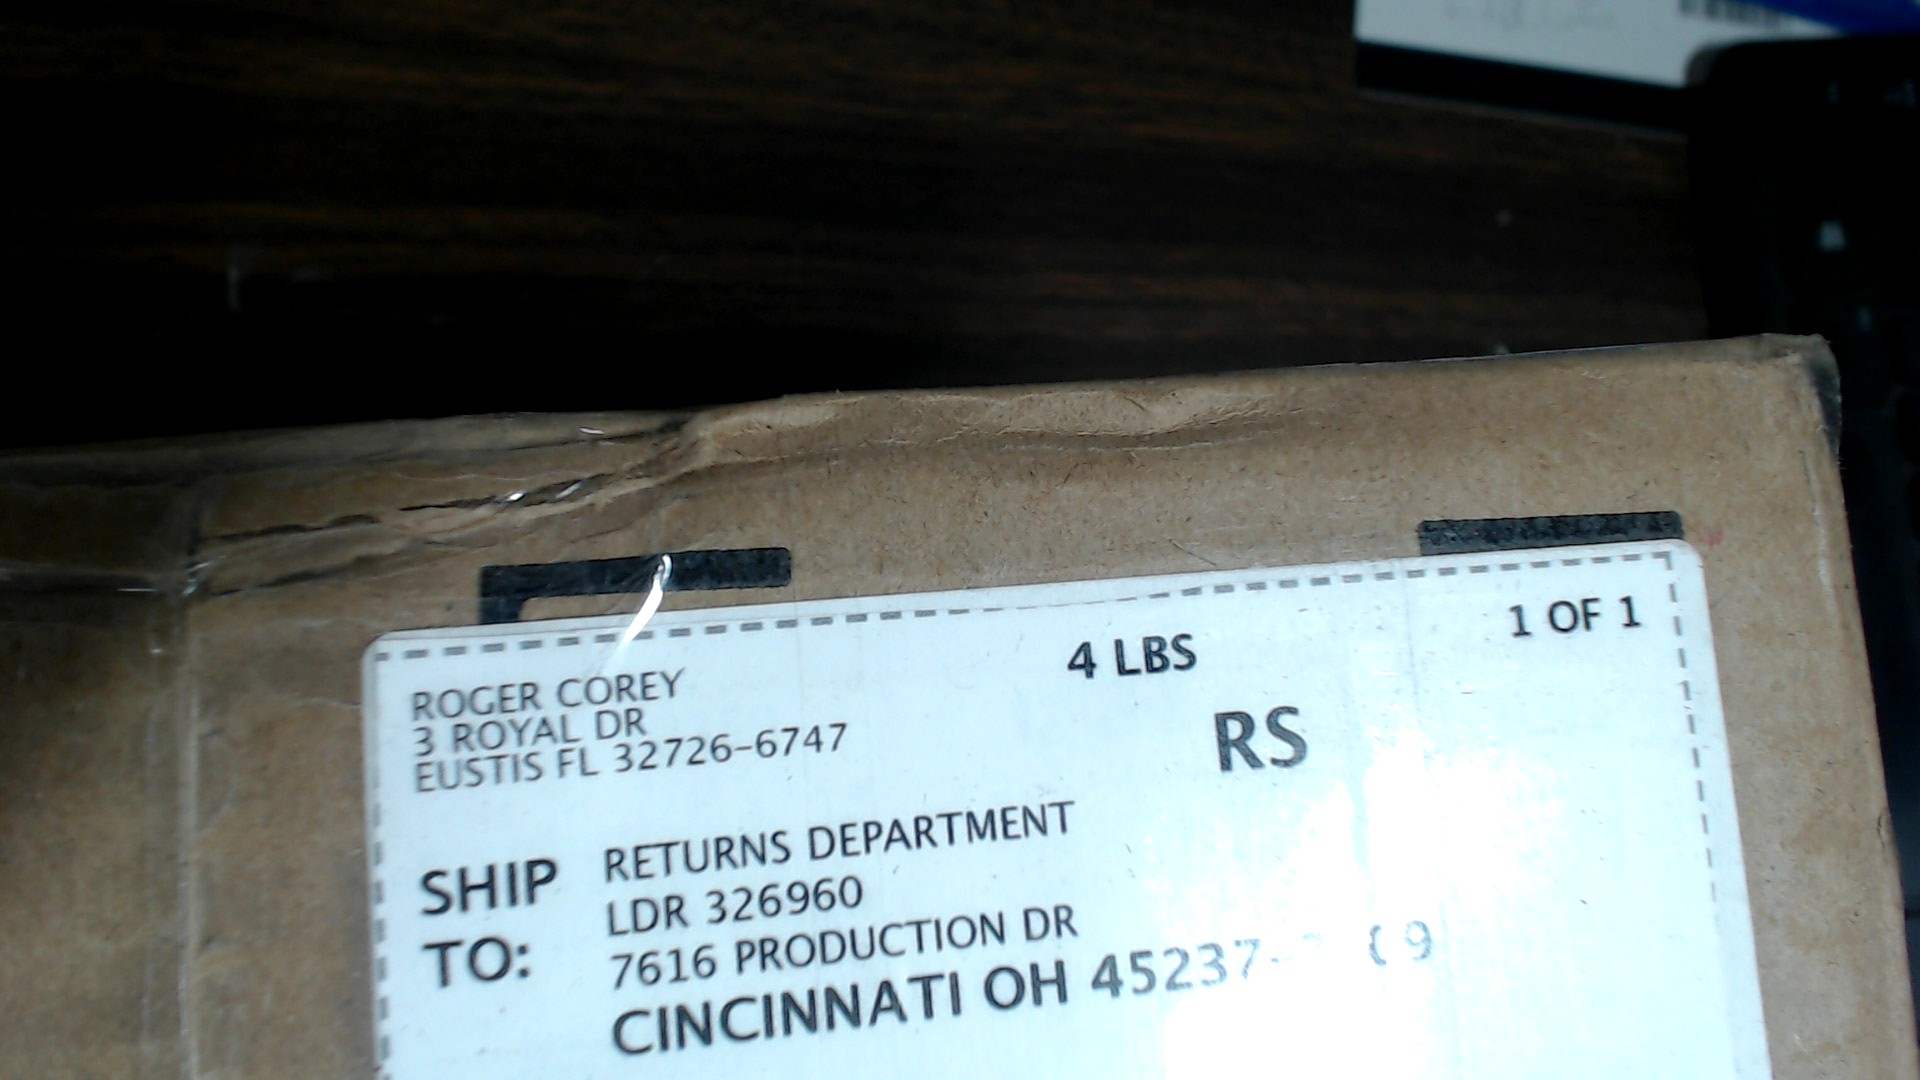 4 LBS
1 OF 1
ROGER COREY
3 ROYAL DR
EUSTIS FL 32726-6747
RS
SHIP TO:
RETURNS DEPARTMENT
LDR 326960
7616 PRODUCTION DR
CINCINNATI OH